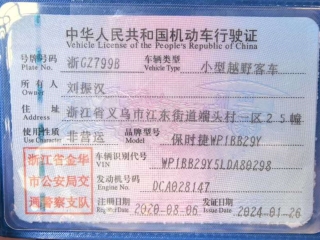 中华人民共和国机动车行驶证
Vehicle License of the People's Republic of China
号牌号码 浙GZ799B 车辆类型 小型越野客车
Plate No. Vehicle Type
所有人 刘振汉
Owner
住址 浙江省义乌市江东街道端头村一区25幢
Address
使用性质 非营运 品牌型号 保时捷WP1BB29Y
Use Character Model
浙江省金华 车辆识别代号 WP1BB29Y5LDA80298
VIN
市公安局交 发动机号码 DCA028147
Engine No.
通警察支队 注册日期 2020-08-06 发证日期 2024-01-26
Register Date Issue Date